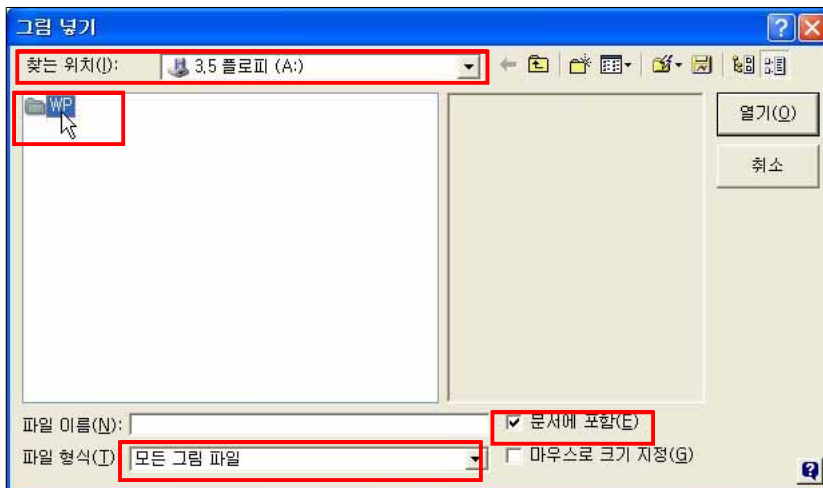 그림 넣기
찾는 위치(I): 3,5 플로피 (A:)
WP
열기(O)
취소
파일 이름(N):
문서에 포함(E)
파일 형식(T) 모든 그림 파일
마우스로 크기 지정(G)